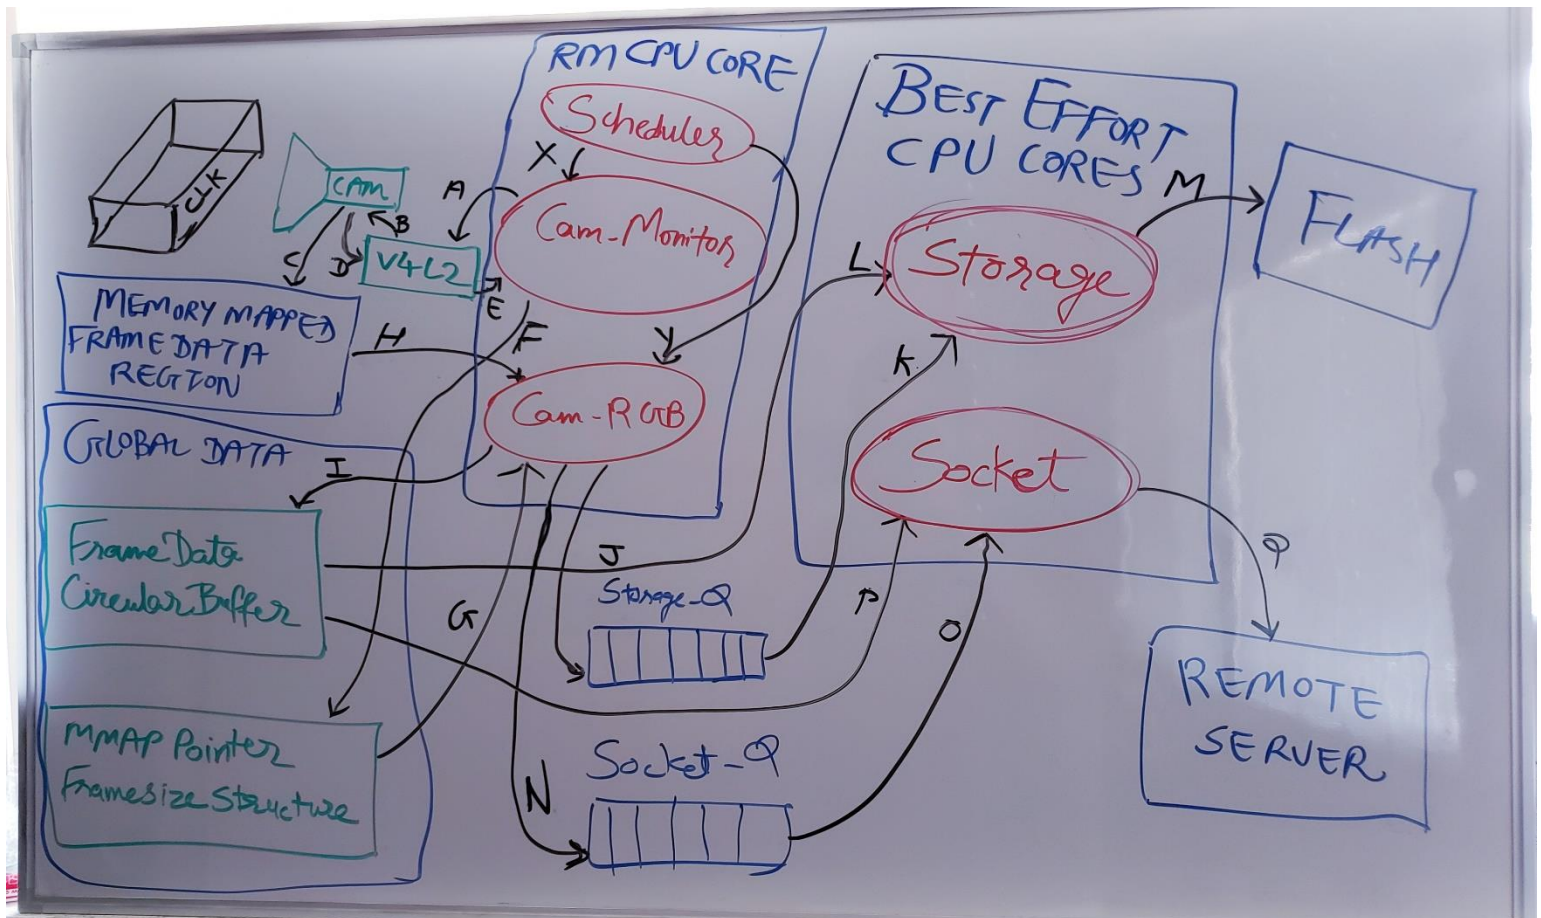 RM CPU CORE
Scheduler
X
A
Cam-Monitor
CLK
CAM
B
C
D
V4L2
E
MEMORY MAPPED
FRAME DATA
REGION
H
F
Y
Cam-RGB
GLOBAL DATA
I
Frame Data
Circular Buffer
G
MMAP Pointer
Framesize Structure
BEST EFFORT
CPU CORES
M
FLASH
L
Storage
K
Socket
J
Storage-Q
P
O
Q
N
Socket-Q
REMOTE
SERVER